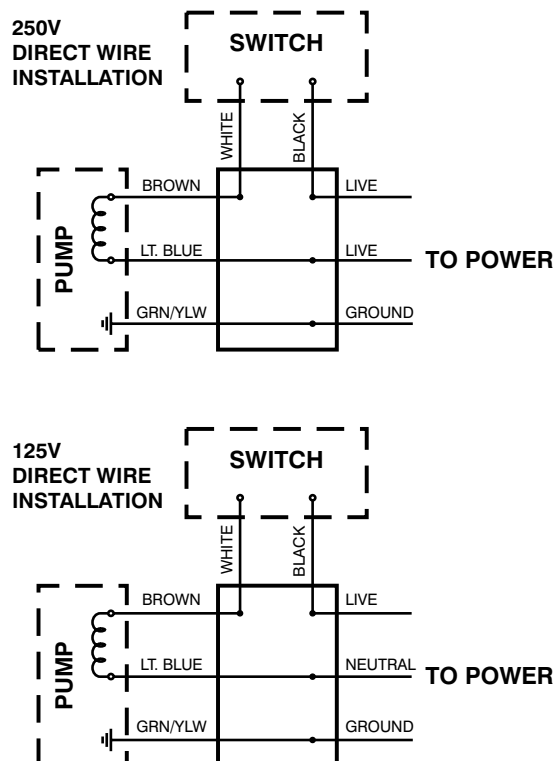 250V
DIRECT WIRE
INSTALLATION
SWITCH
WHITE
BLACK
BROWN
LIVE
PUMP
LT. BLUE
LIVE
TO POWER
GRN/YLW
GROUND
125V
DIRECT WIRE
INSTALLATION
SWITCH
WHITE
BLACK
BROWN
LIVE
PUMP
LT. BLUE
NEUTRAL
TO POWER
GRN/YLW
GROUND